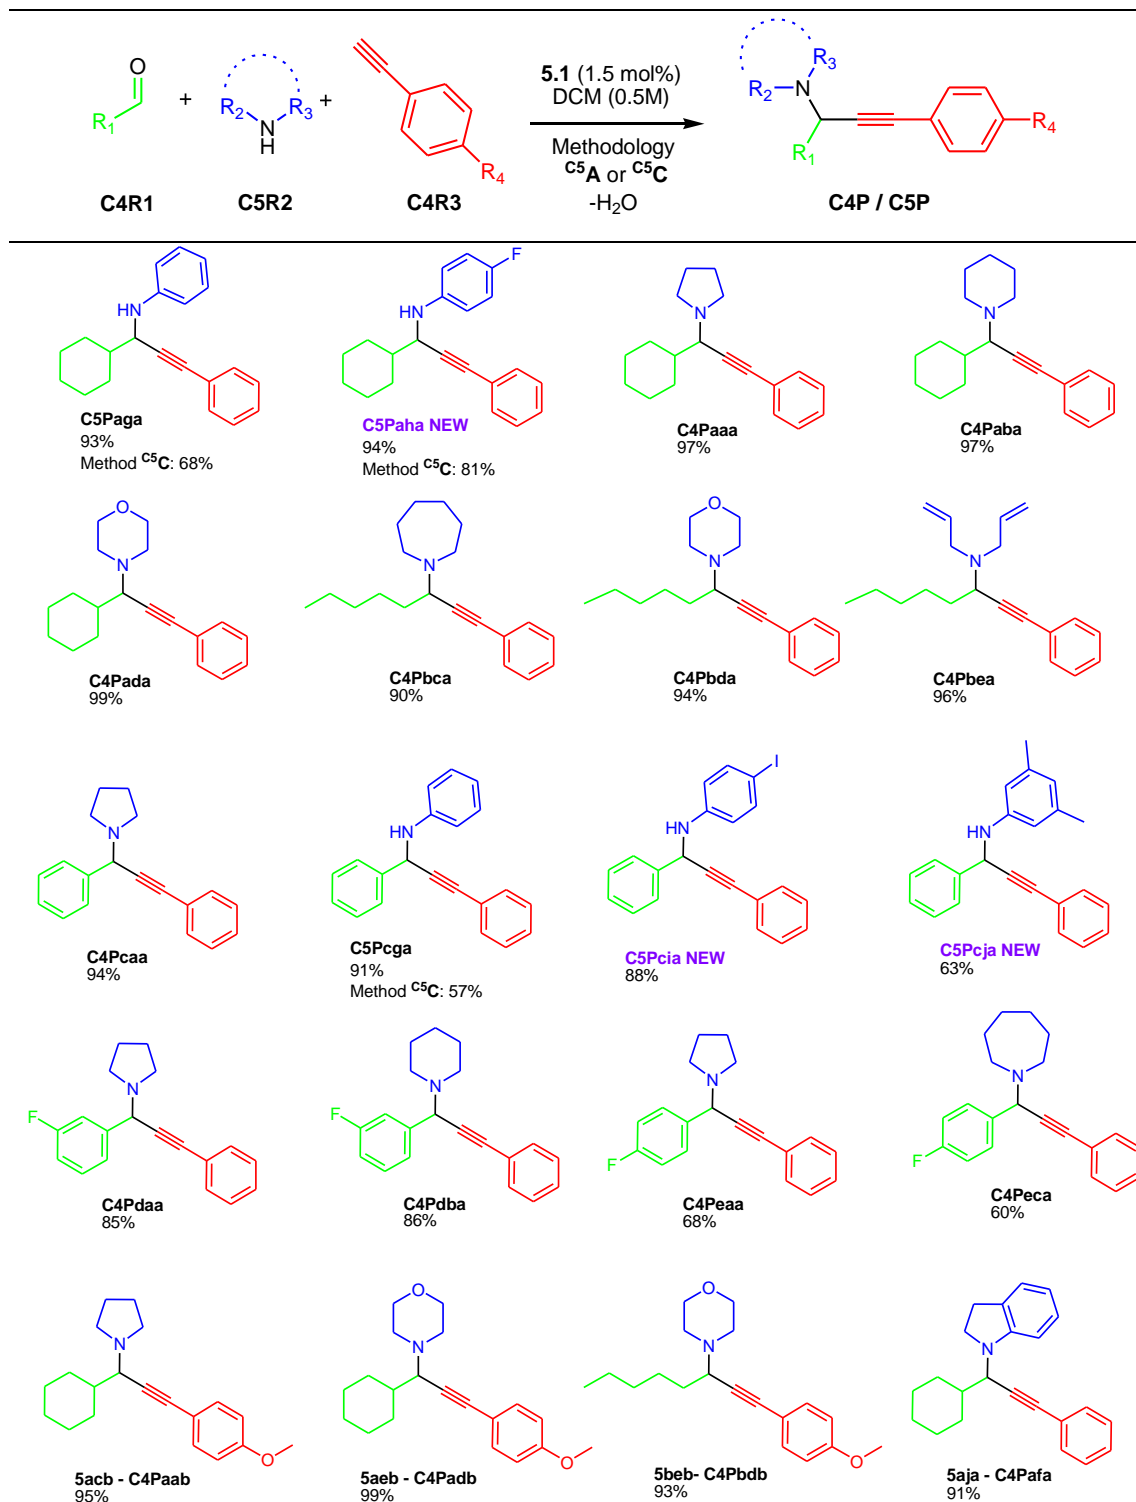 O
R1
+
R2
N
H
R3
+
R4
5.1 (1.5 mol%)
DCM (0.5M)
Methodology
C5A or C5C
-H2O
R2
N
R3
R1
R4
C4R1
C5R2
C4R3
C4P / C5P
HN
HN
F
N
N
C5Paga
93%
Method C5C: 68%
C5Paha NEW
94%
Method C5C: 81%
C4Paaa
97%
C4Paba
97%
O
N
N
O
N
N
C4Pada
99%
C4Pbca
90%
C4Pbda
94%
C4Pbea
96%
N
HN
HN
I
HN
C4Pcaa
94%
C5Pcga
91%
Method C5C: 57%
C5Pcia NEW
88%
C5Pcja NEW
63%
N
F
N
F
N
F
N
F
C4Pdaa
85%
C4Pdba
86%
C4Peaa
68%
C4Peca
60%
N
O
O
N
O
O
N
O
N
5acb - C4Paab
95%
5aeb - C4Padb
99%
5beb- C4Pbdb
93%
5aja - C4Pafa
91%